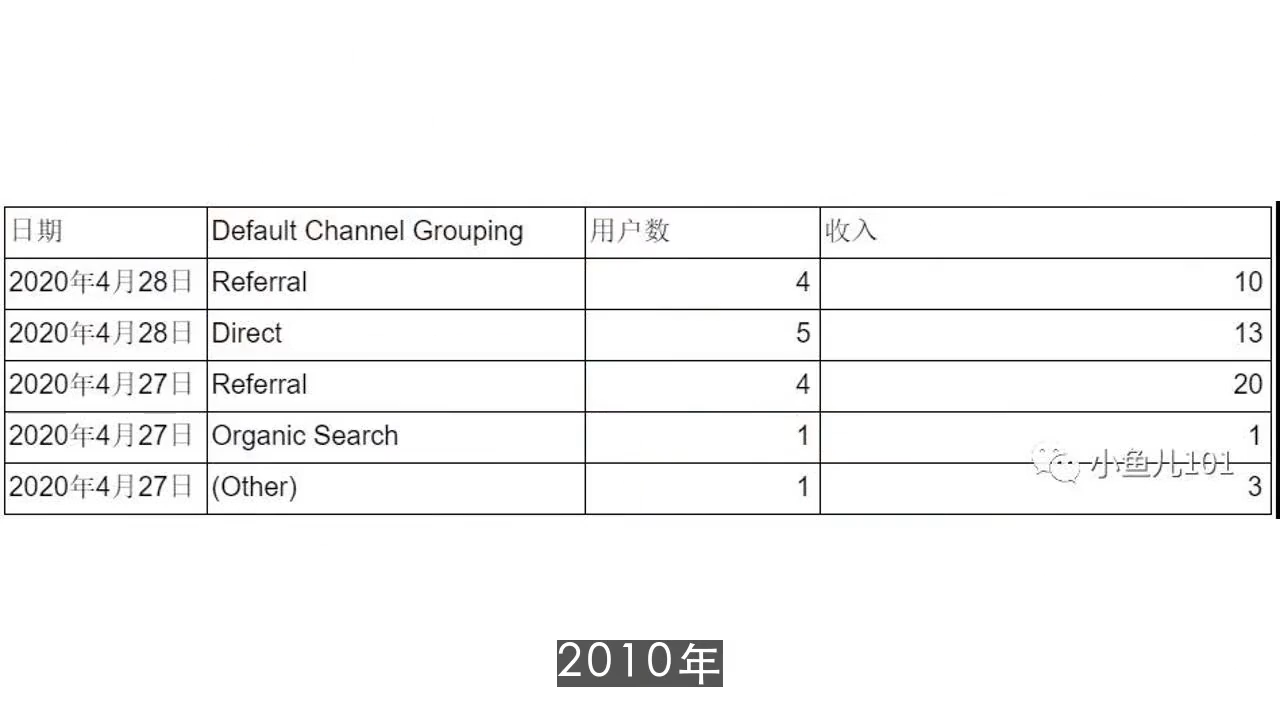 日期 Default Channel Grouping 用户数 收入
2020年4月28日 Referral 4 10
2020年4月28日 Direct 5 13
2020年4月27日 Referral 4 20
2020年4月27日 Organic Search 1 1
小鱼儿101
2020年4月27日 (Other) 1 3
2010年